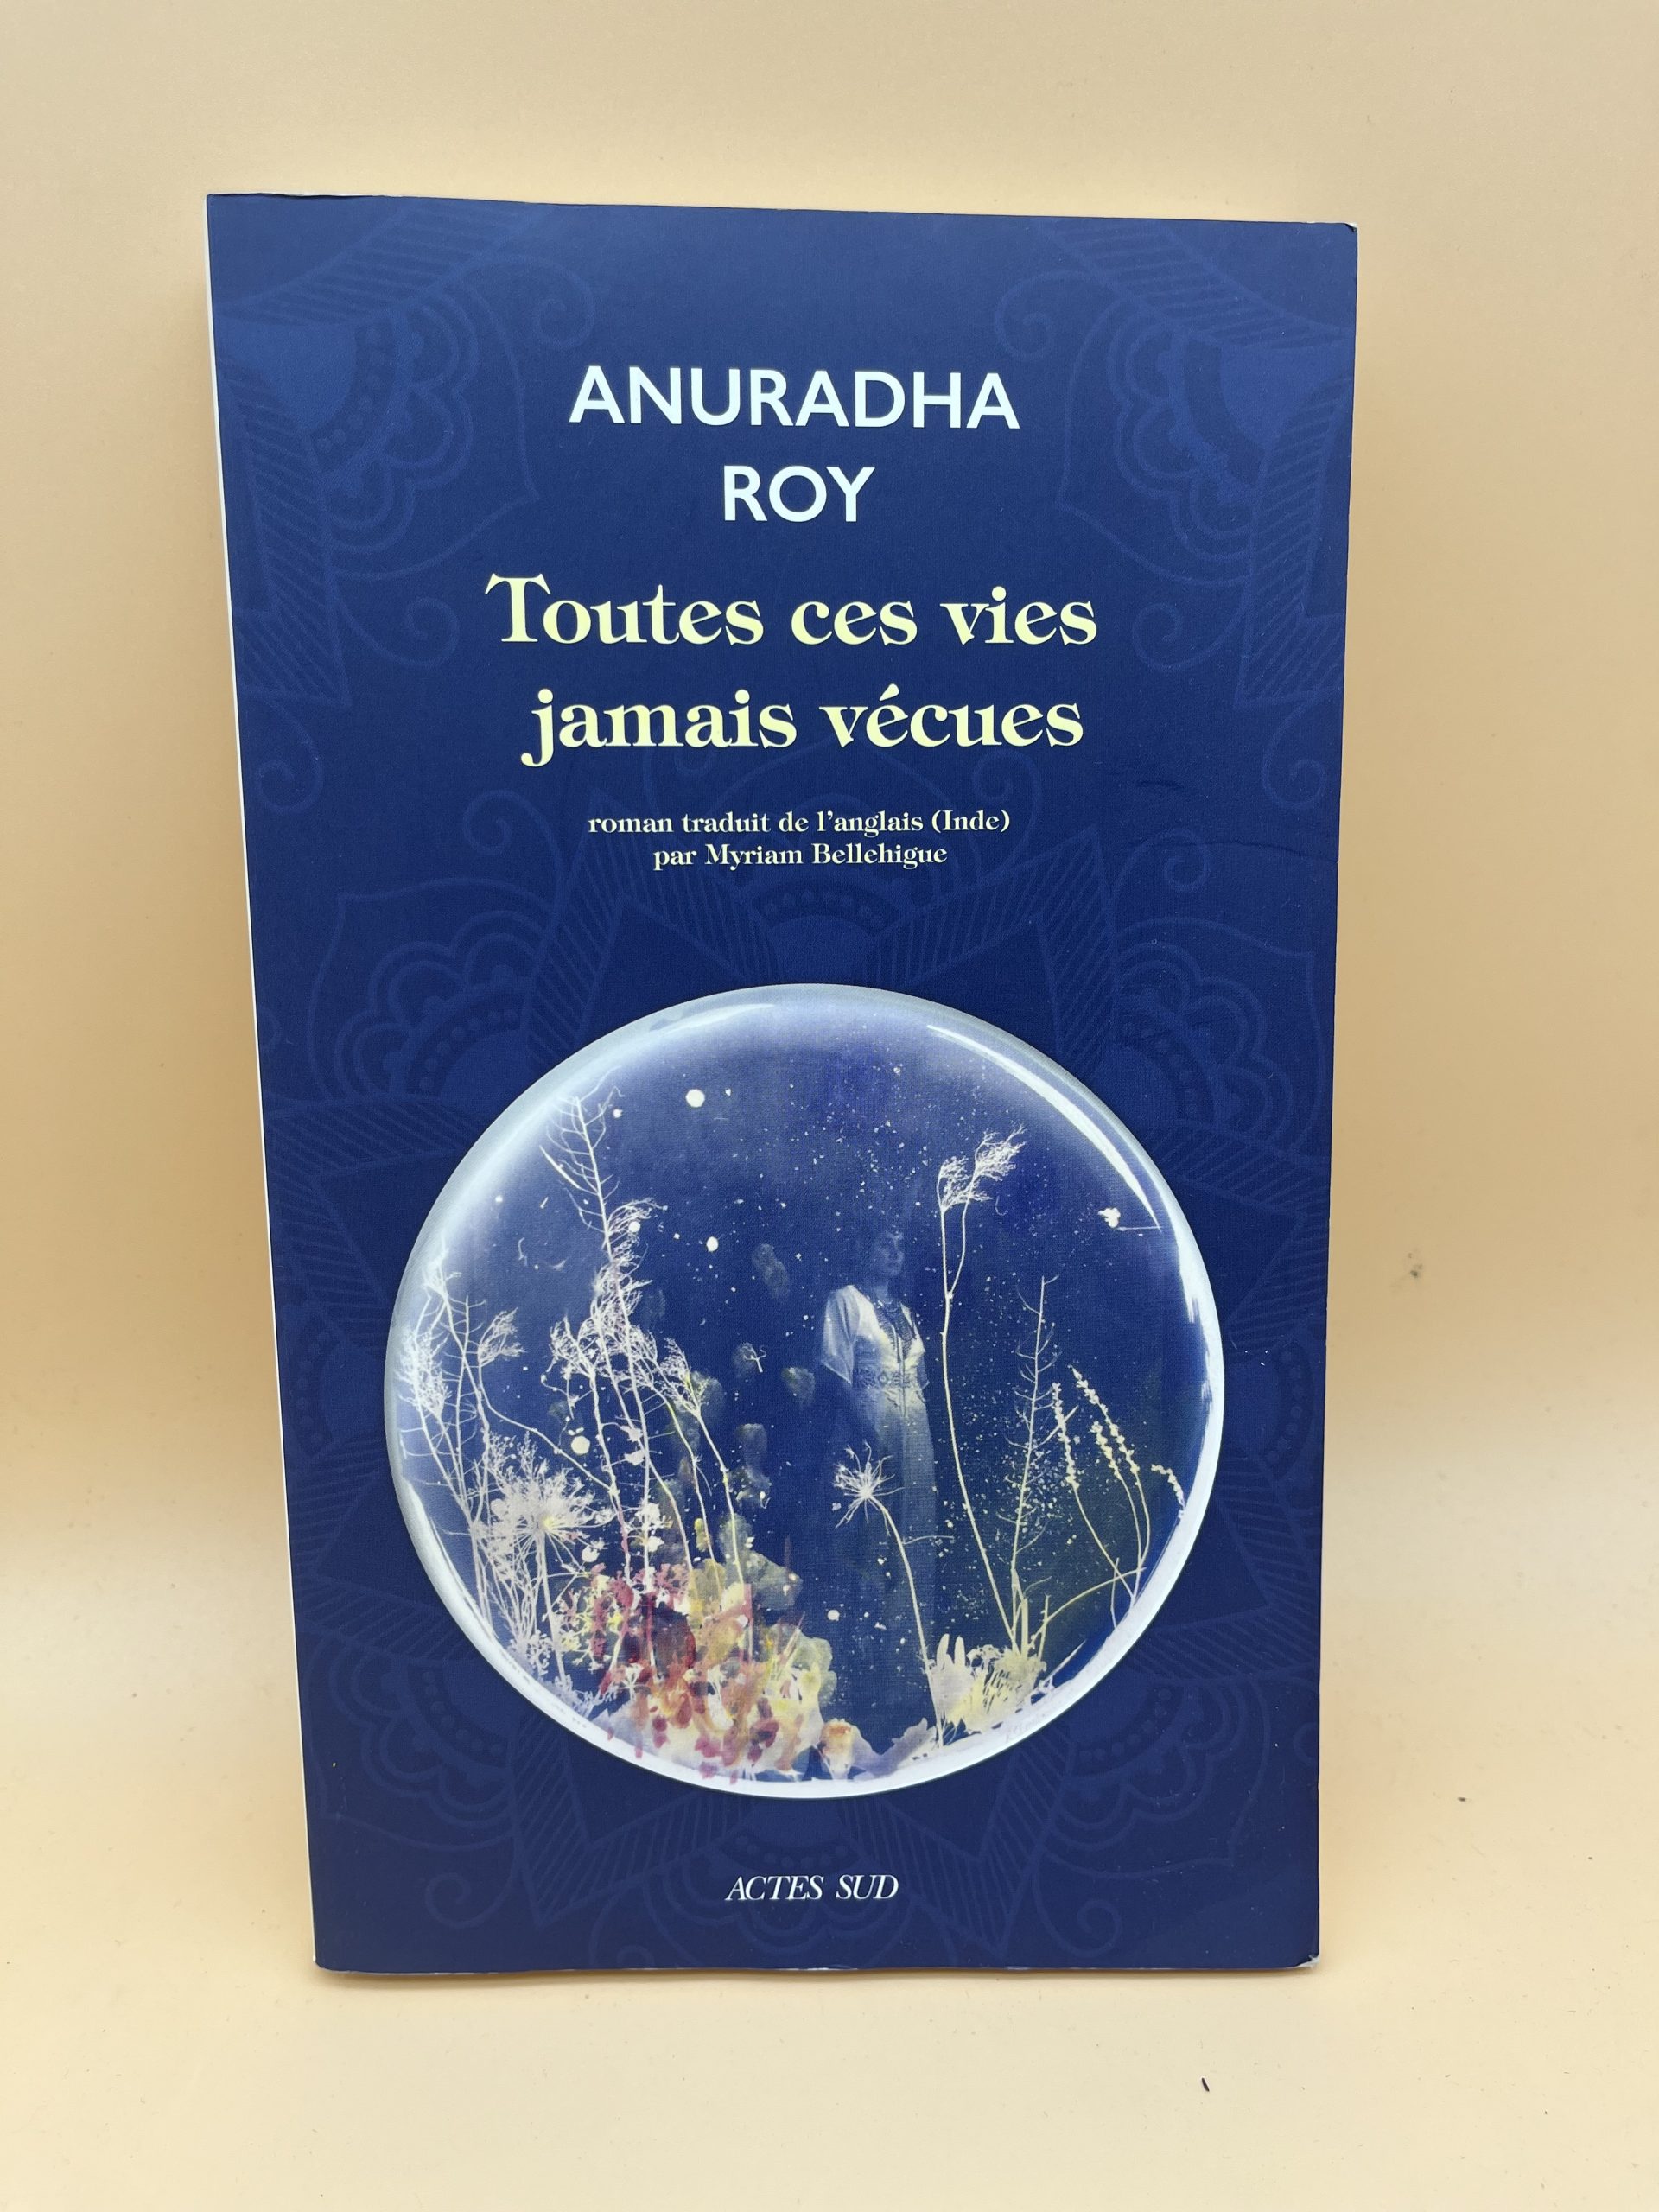 ANURADHA
ROY
Toutes ces vies
jamais vécues
roman traduit de l'anglais (Inde)
par Myriam Bellehigue
ACTES SUD